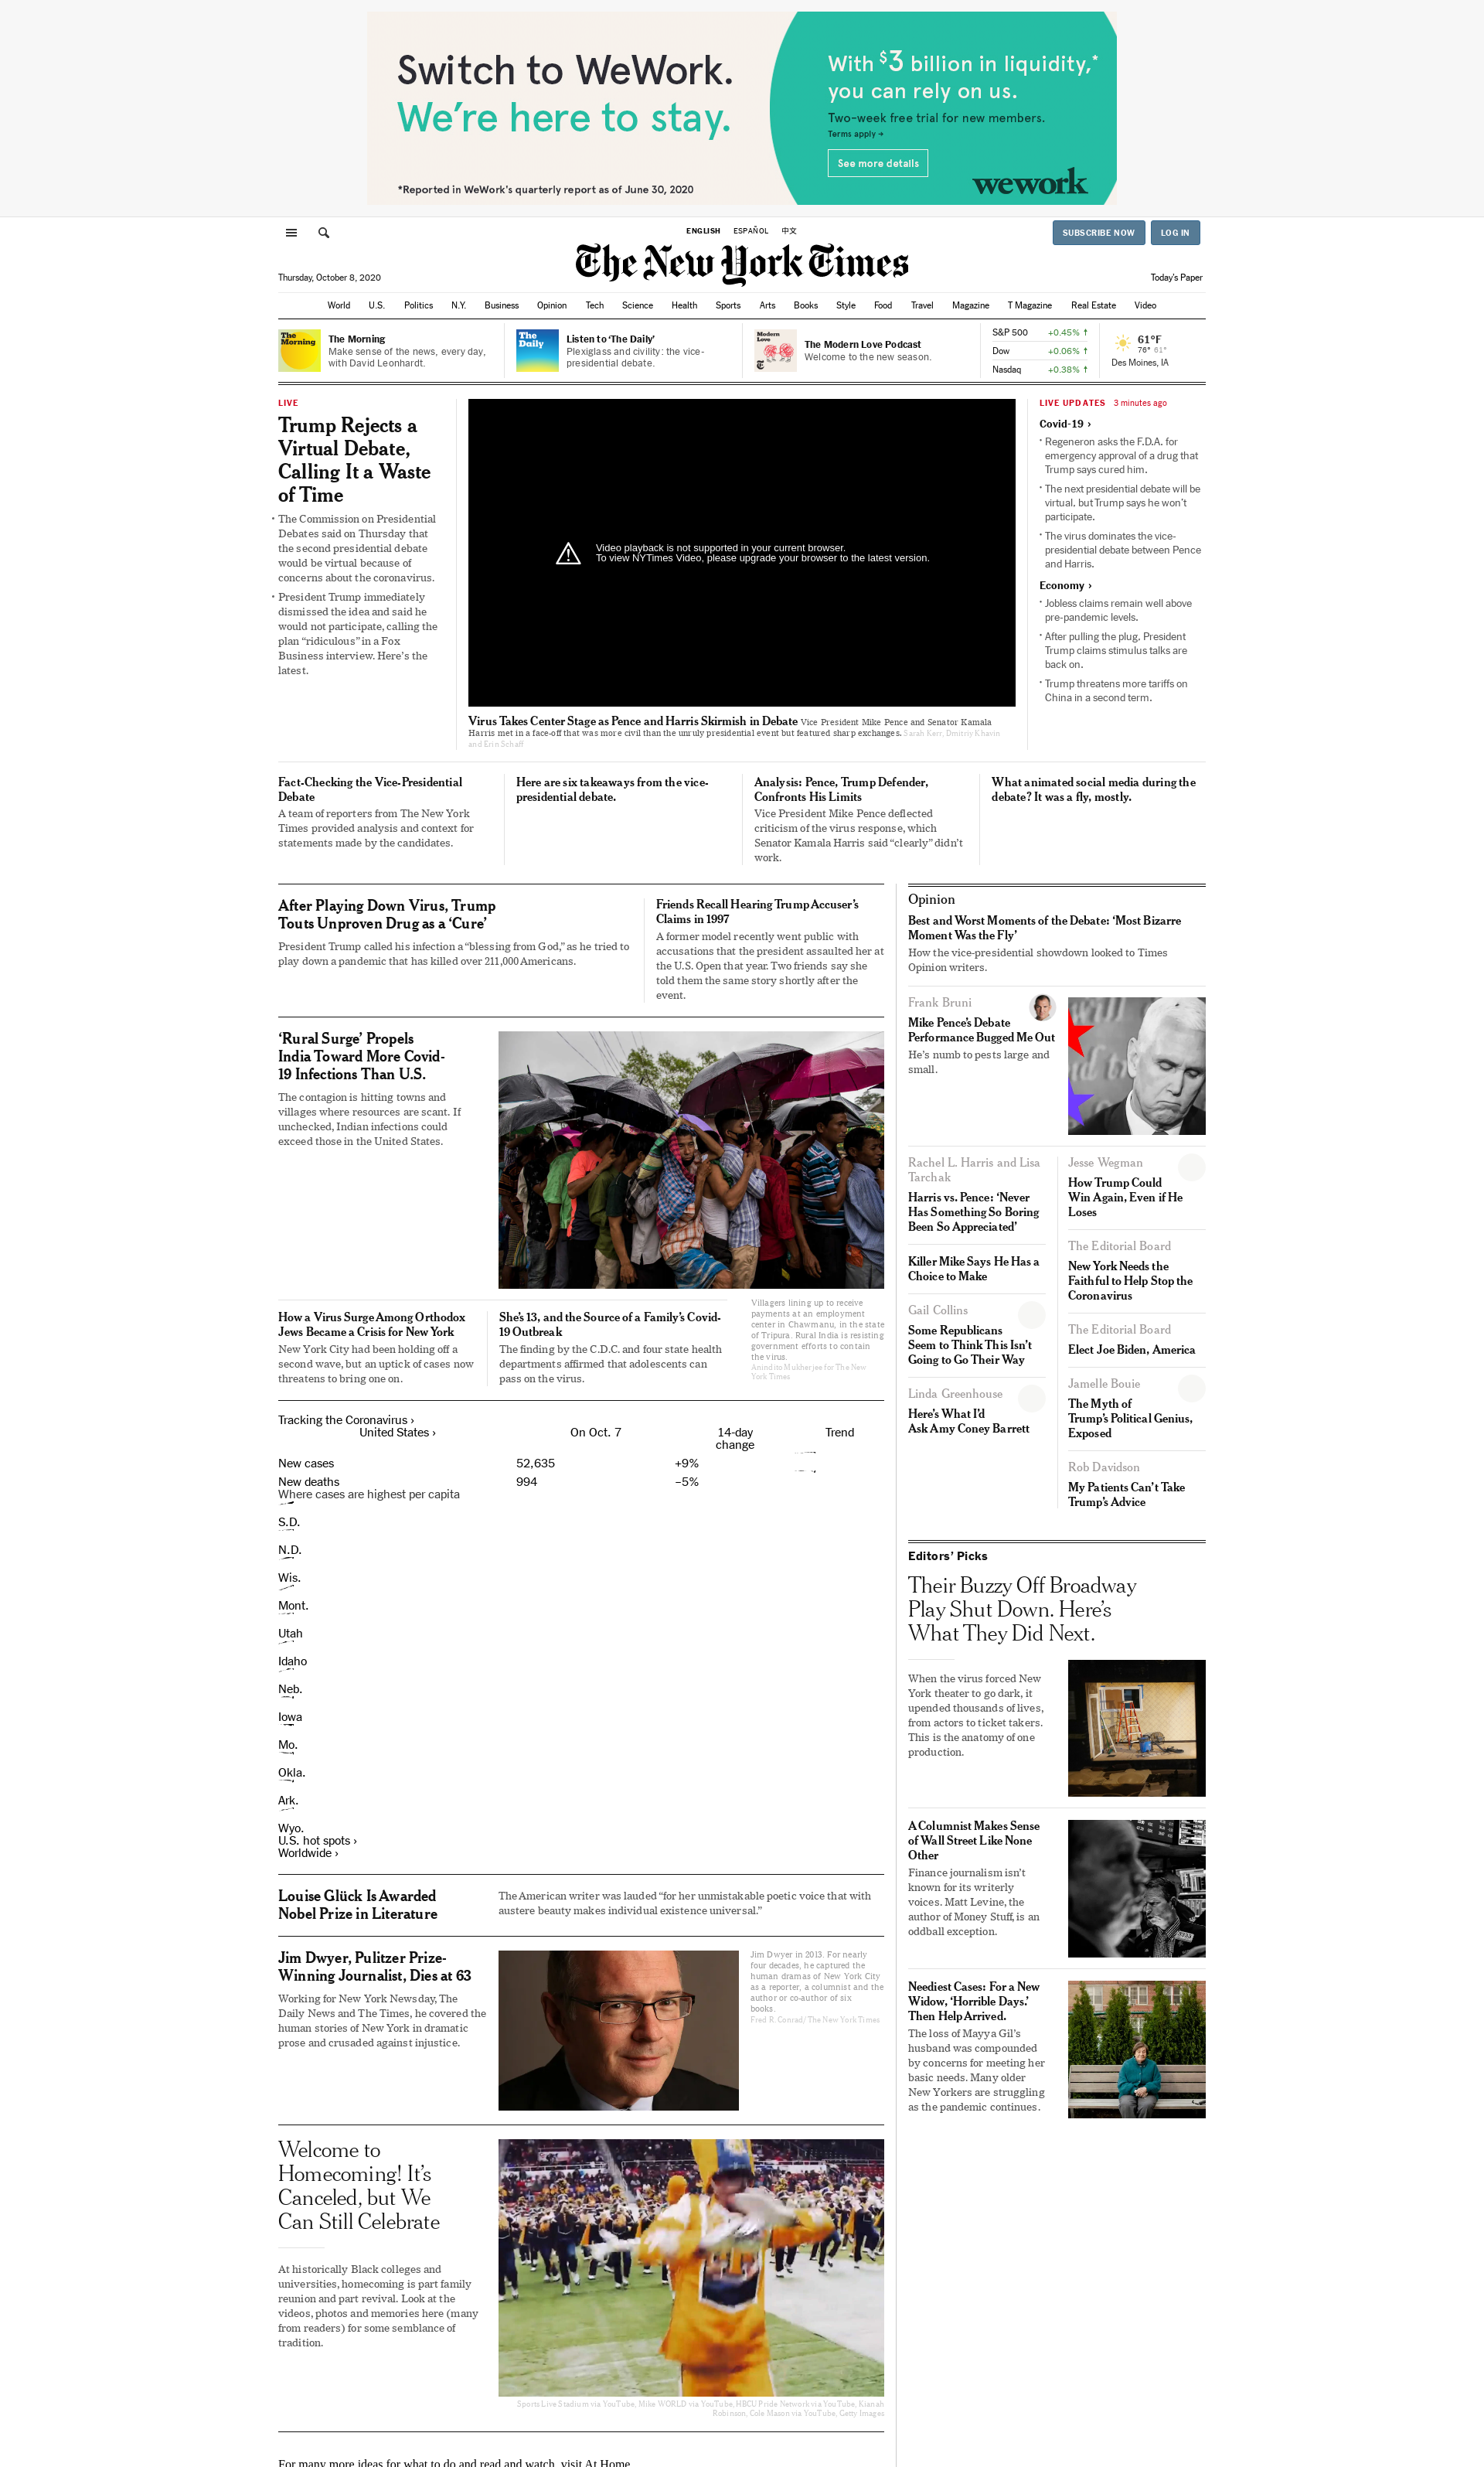 Switch to WeWork.
We're here to stay.
*Reported in WeWork's quarterly report as of June 30, 2020
With $3 billion in liquidity,*
you can rely on us.
Two-week free trial for new members.
Terms apply →
See more details
wework
ENGLISH ESPAÑOL 中文
SUBSCRIBE NOW LOG IN
The New York Times
Thursday, October 8, 2020
Today's Paper
World U.S. Politics N.Y. Business Opinion Tech Science Health Sports Arts Books Style Food Travel Magazine T Magazine Real Estate Video
The Morning
The Morning
Make sense of the news, every day,
with David Leonhardt.
The Daily
Listen to 'The Daily'
Plexiglass and civility: the vice-
presidential debate.
Modern Love
The Modern Love Podcast
Welcome to the new season.
S&P 500 +0.45% ↑
Dow +0.06% ↑
Nasdaq +0.38% ↑
61°F
76° 61°
Des Moines, IA
LIVE
Trump Rejects a
Virtual Debate,
Calling It a Waste
of Time
• The Commission on Presidential
Debates said on Thursday that
the second presidential debate
would be virtual because of
concerns about the coronavirus.
• President Trump immediately
dismissed the idea and said he
would not participate, calling the
plan “ridiculous” in a Fox
Business interview. Here's the
latest.
Video playback is not supported in your current browser.
To view NYTimes Video, please upgrade your browser to the latest version.
Virus Takes Center Stage as Pence and Harris Skirmish in Debate Vice President Mike Pence and Senator Kamala
Harris met in a face-off that was more civil than the unruly presidential event but featured sharp exchanges. Sarah Kerr, Dmitriy Khavin
and Erin Schaff
LIVE UPDATES 3 minutes ago
Covid-19 ›
• Regeneron asks the F.D.A. for
emergency approval of a drug that
Trump says cured him.
• The next presidential debate will be
virtual, but Trump says he won't
participate.
• The virus dominates the vice-
presidential debate between Pence
and Harris.
Economy ›
• Jobless claims remain well above
pre-pandemic levels.
• After pulling the plug, President
Trump claims stimulus talks are
back on.
• Trump threatens more tariffs on
China in a second term.
Fact-Checking the Vice-Presidential
Debate
A team of reporters from The New York
Times provided analysis and context for
statements made by the candidates.
Here are six takeaways from the vice-
presidential debate.
Analysis: Pence, Trump Defender,
Confronts His Limits
Vice President Mike Pence deflected
criticism of the virus response, which
Senator Kamala Harris said “clearly” didn't
work.
What animated social media during the
debate? It was a fly, mostly.
After Playing Down Virus, Trump
Touts Unproven Drug as a ‘Cure’
President Trump called his infection a “blessing from God,” as he tried to
play down a pandemic that has killed over 211,000 Americans.
Friends Recall Hearing Trump Accuser's
Claims in 1997
A former model recently went public with
accusations that the president assaulted her at
the U.S. Open that year. Two friends say she
told them the same story shortly after the
event.
‘Rural Surge’ Propels
India Toward More Covid-
19 Infections Than U.S.
The contagion is hitting towns and
villages where resources are scant. If
unchecked, Indian infections could
exceed those in the United States.
Villagers lining up to receive
payments at an employment
center in Chawmanu, in the state
of Tripura. Rural India is resisting
government efforts to contain
the virus.
Anindito Mukherjee for The New
York Times
How a Virus Surge Among Orthodox
Jews Became a Crisis for New York
New York City had been holding off a
second wave, but an uptick of cases now
threatens to bring one on.
She's 13, and the Source of a Family's Covid-
19 Outbreak
The finding by the C.D.C. and four state health
departments affirmed that adolescents can
pass on the virus.
Tracking the Coronavirus ›
United States › On Oct. 7 14-day
change Trend
New cases 52,635 +9%
New deaths 994 –5%
Where cases are highest per capita
S.D.
N.D.
Wis.
Mont.
Utah
Idaho
Neb.
Iowa
Mo.
Okla.
Ark.
Wyo.
U.S. hot spots ›
Worldwide ›
Louise Glück Is Awarded
Nobel Prize in Literature
The American writer was lauded “for her unmistakable poetic voice that with
austere beauty makes individual existence universal.”
Jim Dwyer, Pulitzer Prize-
Winning Journalist, Dies at 63
Working for New York Newsday, The
Daily News and The Times, he covered the
human stories of New York in dramatic
prose and crusaded against injustice.
Jim Dwyer in 2013. For nearly
four decades, he captured the
human dramas of New York City
as a reporter, a columnist and the
author or co-author of six
books.
Fred R. Conrad/The New York Times
Welcome to
Homecoming! It's
Canceled, but We
Can Still Celebrate
At historically Black colleges and
universities, homecoming is part family
reunion and part revival. Look at the
videos, photos and memories here (many
from readers) for some semblance of
tradition.
Sports Live Stadium via YouTube, Mike WORLD via YouTube, HBCU Pride Network via YouTube, Kianah
Robinson, Cole Mason via YouTube, Getty Images
For many more ideas for what to do and read and watch, visit At Home.
Opinion
Best and Worst Moments of the Debate: ‘Most Bizarre
Moment Was the Fly’
How the vice-presidential showdown looked to Times
Opinion writers.
Frank Bruni
Mike Pence's Debate
Performance Bugged Me Out
He's numb to pests large and
small.
Rachel L. Harris and Lisa
Tarchak
Harris vs. Pence: ‘Never
Has Something So Boring
Been So Appreciated’
Killer Mike Says He Has a
Choice to Make
Gail Collins
Some Republicans
Seem to Think This Isn't
Going to Go Their Way
Linda Greenhouse
Here's What I'd
Ask Amy Coney Barrett
Jesse Wegman
How Trump Could
Win Again, Even if He
Loses
The Editorial Board
New York Needs the
Faithful to Help Stop the
Coronavirus
The Editorial Board
Elect Joe Biden, America
Jamelle Bouie
The Myth of
Trump's Political Genius,
Exposed
Rob Davidson
My Patients Can't Take
Trump's Advice
Editors' Picks
Their Buzzy Off Broadway
Play Shut Down. Here's
What They Did Next.
When the virus forced New
York theater to go dark, it
upended thousands of lives,
from actors to ticket takers.
This is the anatomy of one
production.
A Columnist Makes Sense
of Wall Street Like None
Other
Finance journalism isn't
known for its writerly
voices. Matt Levine, the
author of Money Stuff, is an
oddball exception.
Neediest Cases: For a New
Widow, ‘Horrible Days.’
Then Help Arrived.
The loss of Mayya Gil's
husband was compounded
by concerns for meeting her
basic needs. Many older
New Yorkers are struggling
as the pandemic continues.